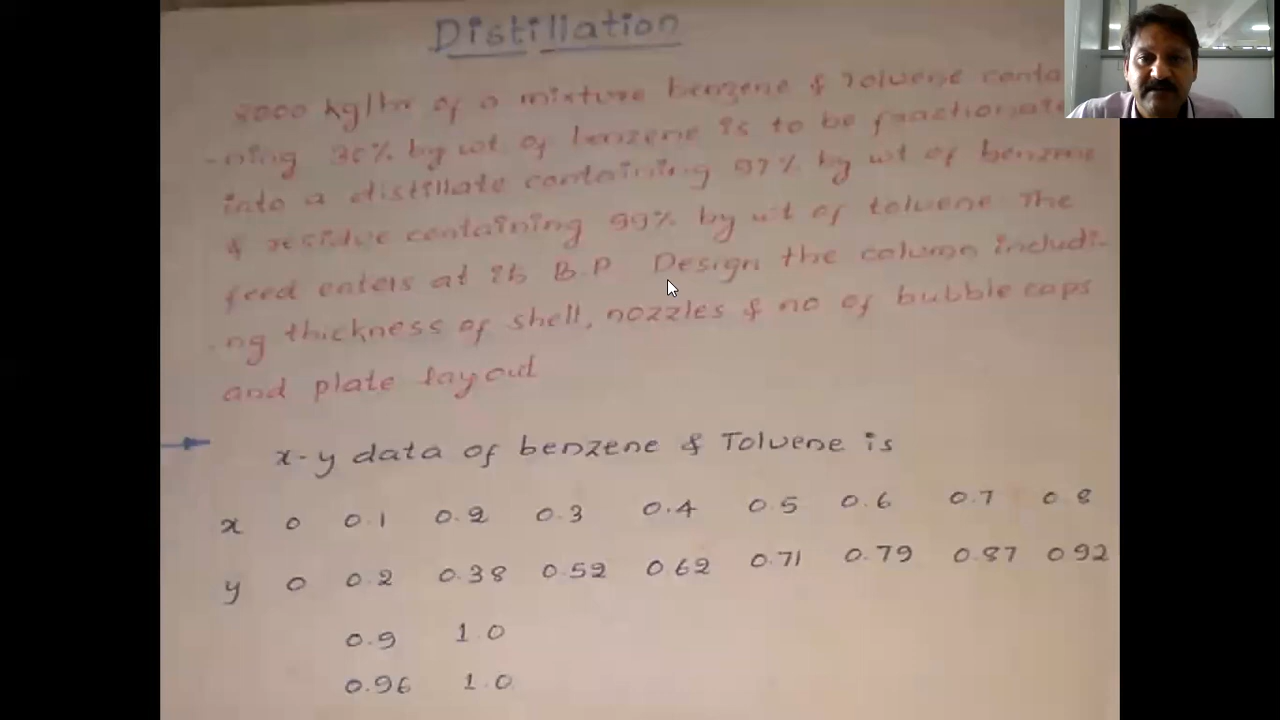 Distillation
kg/hr of a mixture benzene & Toluene conta
-ning by wt of benzene is to be fractionate
into a distillate containing 97% by wt of benzene
& residue containing 99% by wt of toluene The
feed enters at its B.P Design the column includi-
-ng thickness of shell, nozzles & no of bubble caps
and plate layout
x-y data of benzene & Toluene is
x 0 0.1 0.2 0.3 0.4 0.5 0.6 0.7 0.8
y 0 0.2 0.38 0.52 0.62 0.71 0.79 0.87 0.92
0.9 1.0
0.96 1.0